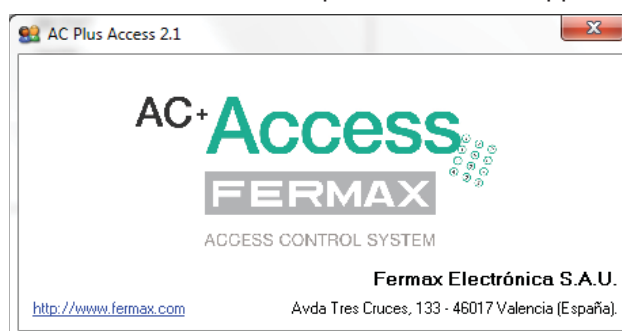 AC Plus Access 2.1
AC+Access
FERMAX
ACCESS CONTROL SYSTEM
Fermax Electrónica S.A.U.
http://www.fermax.com Avda Tres Cruces, 133 - 46017 Valencia (España).